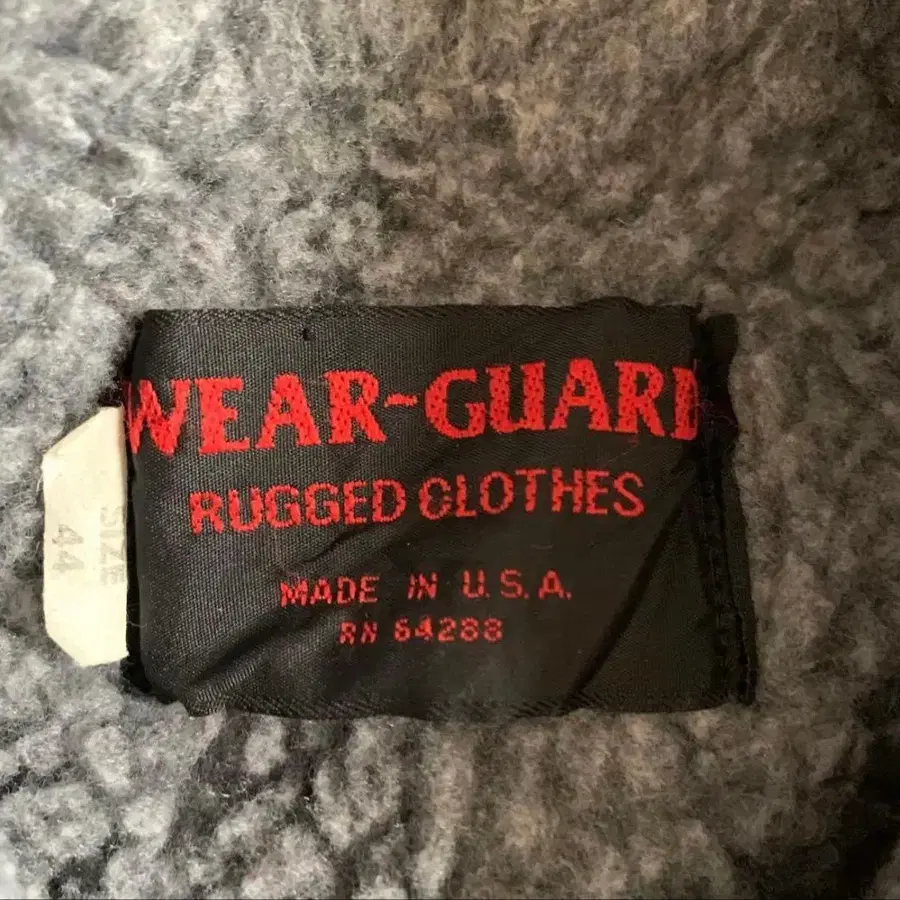 WEAR-GUARD
RUGGED CLOTHES
MADE IN U.S.A.
RN 64288
SIZE
44